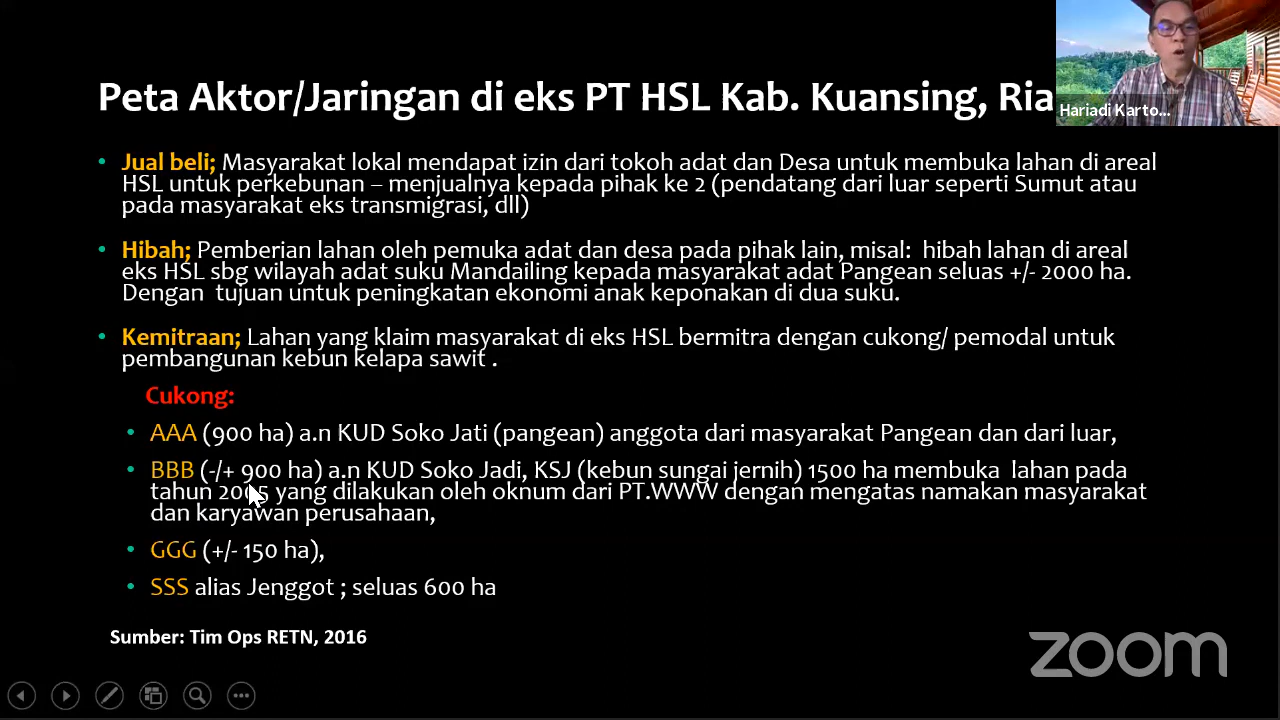 Peta Aktor/Jaringan di eks PT HSL Kab. Kuansing, Ria
Hariadi Karto...
• Jual beli; Masyarakat lokal mendapat izin dari tokoh adat dan Desa untuk membuka lahan di areal
HSL untuk perkebunan – menjualnya kepada pihak ke 2 (pendatang dari luar seperti Sumut atau
pada masyarakat eks transmigrasi, dll)
• Hibah; Pemberian lahan oleh pemuka adat dan desa pada pihak lain, misal: hibah lahan di areal
eks HSL sbg wilayah adat suku Mandailing kepada masyarakat adat Pangean seluas +/- 2000 ha.
Dengan tujuan untuk peningkatan ekonomi anak keponakan di dua suku.
• Kemitraan; Lahan yang klaim masyarakat di eks HSL bermitra dengan cukong/ pemodal untuk
pembangunan kebun kelapa sawit .
Cukong:
• AAA (900 ha) a.n KUD Soko Jati (pangean) anggota dari masyarakat Pangean dan dari luar,
• BBB (-/+ 900 ha) a.n KUD Soko Jadi, KSJ (kebun sungai jernih) 1500 ha membuka lahan pada
tahun yang dilakukan oleh oknum dari PT.WWW dengan mengatas namakan masyarakat
dan karyawan perusahaan,
• GGG (+/- 150 ha),
• SSS alias Jenggot ; seluas 600 ha
Sumber: Tim Ops RETN, 2016
zoom